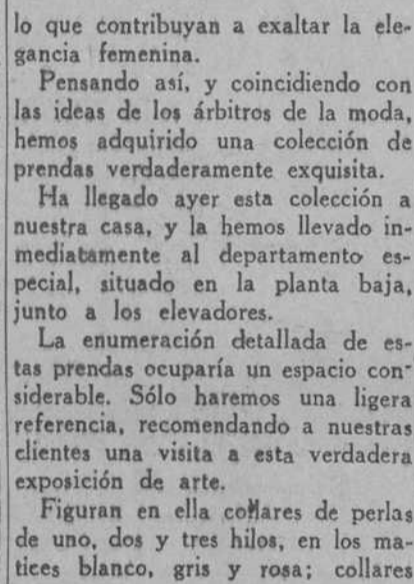 lo que contribuyan a exaltar la ele-
gancia femenina.
Pensando así, y coincidiendo con
las ideas de los árbitros de la moda,
hemos adquirido una colección de
prendas verdaderamente exquisita.
Ha llegado ayer esta colección a
nuestra casa, y la hemos llevado in-
mediatamente al departamento es-
pecial, situado en la planta baja,
junto a los elevadores.
La enumeración detallada de es-
tas prendas ocuparía un espacio con-
siderable. Sólo haremos una ligera
referencia, recomendando a nuestras
clientes una visita a esta verdadera
exposición de arte.
Figuran en ella collares de perlas
de uno, dos y tres hilos, en los ma-
tices blanco, gris y rosa; collares